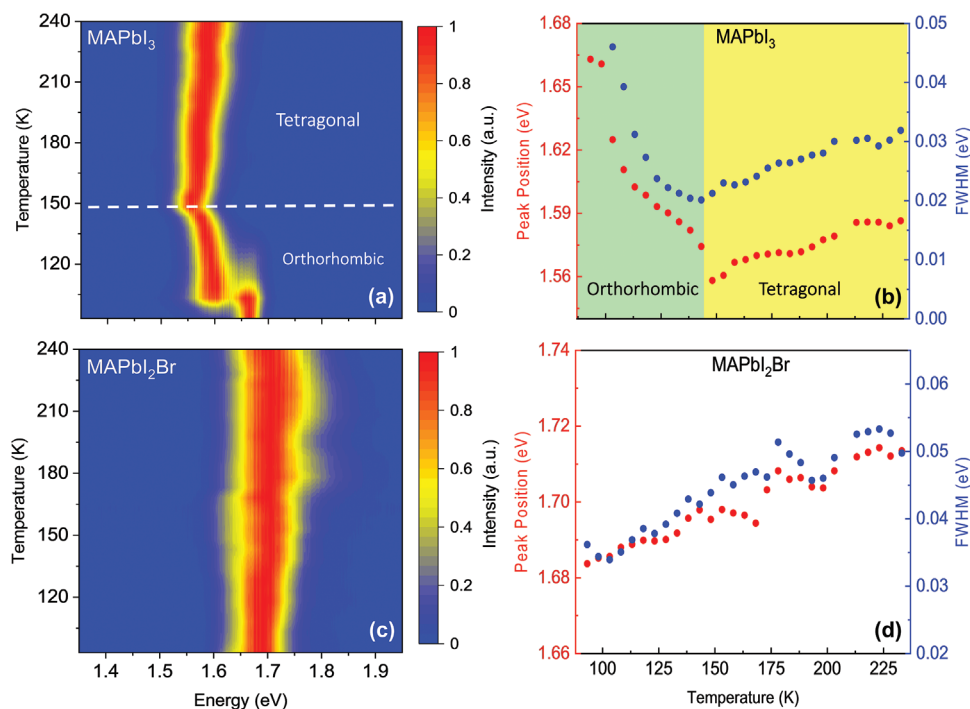 MAPbI3
Temperature (K)
240
210
180
150
120
Tetragonal
Orthorhombic
(a)
1
0.8
0.6
0.4
0.2
0
Intensity (a.u.)
MAPbI3
Peak Position (eV)
1.68
1.65
1.62
1.59
1.56
Orthorhombic
Tetragonal
(b)
0.05
0.04
0.03
0.02
0.01
0.00
FWHM (eV)
MAPbI2Br
Temperature (K)
240
210
180
150
120
(c)
1.4
1.5
1.6
1.7
1.8
1.9
Energy (eV)
1
0.8
0.6
0.4
0.2
0
Intensity (a.u.)
MAPbI2Br
Peak Position (eV)
1.74
1.72
1.70
1.68
1.66
(d)
100
125
150
175
200
225
Temperature (K)
0.06
0.05
0.04
0.03
0.02
FWHM (eV)